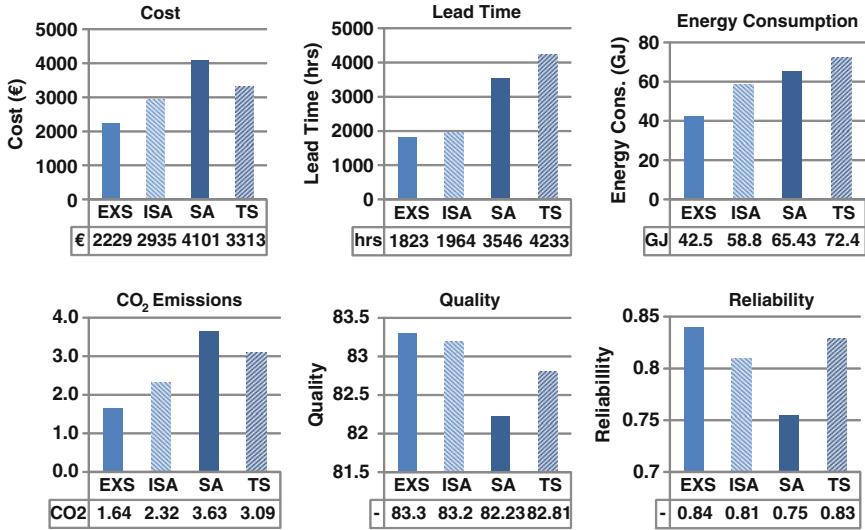 Cost
Cost (€)
5000
4000
3000
2000
1000
0
EXS ISA SA TS
€ 2229 2935 4101 3313
Lead Time
Lead Time (hrs)
5000
4000
3000
2000
1000
0
EXS ISA SA TS
hrs 1823 1964 3546 4233
Energy Consumption
Energy Cons. (GJ)
80
60
40
20
0
EXS ISA SA TS
GJ 42.5 58.8 65.43 72.4
CO2 Emissions
4.0
3.0
2.0
1.0
0.0
EXS ISA SA TS
CO2 1.64 2.32 3.63 3.09
Quality
Quality
83.5
83
82.5
82
81.5
EXS ISA SA TS
- 83.3 83.2 82.23 82.81
Reliability
Reliabillity
0.85
0.8
0.75
0.7
EXS ISA SA TS
- 0.84 0.81 0.75 0.83